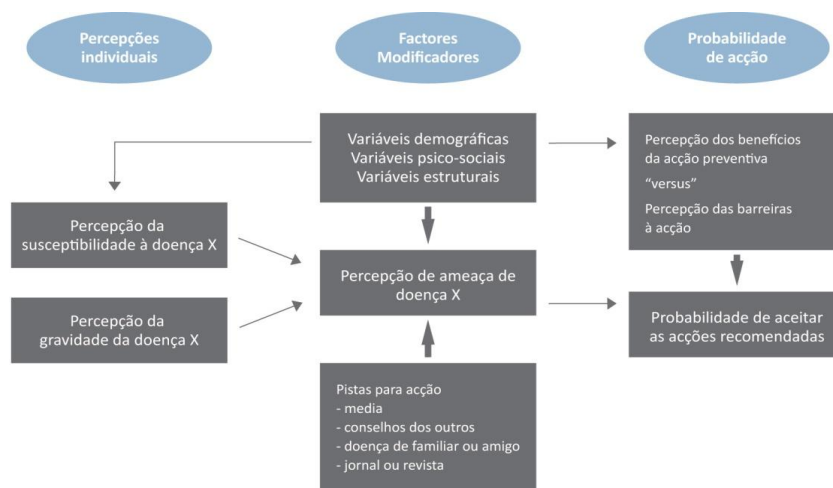 Percepções
individuais
Factores
Modificadores
Probabilidade
de acção
Variáveis demográficas
Variáveis psico-sociais
Variáveis estruturais
Percepção dos benefícios
da acção preventiva
“versus”
Percepção das barreiras
à acção
Percepção da
susceptibilidade à doença X
Percepção de ameaça de
doença X
Percepção da
gravidade da doença X
Probabilidade de aceitar
as acções recomendadas
Pistas para acção
- media
- conselhos dos outros
- doença de familiar ou amigo
- jornal ou revista